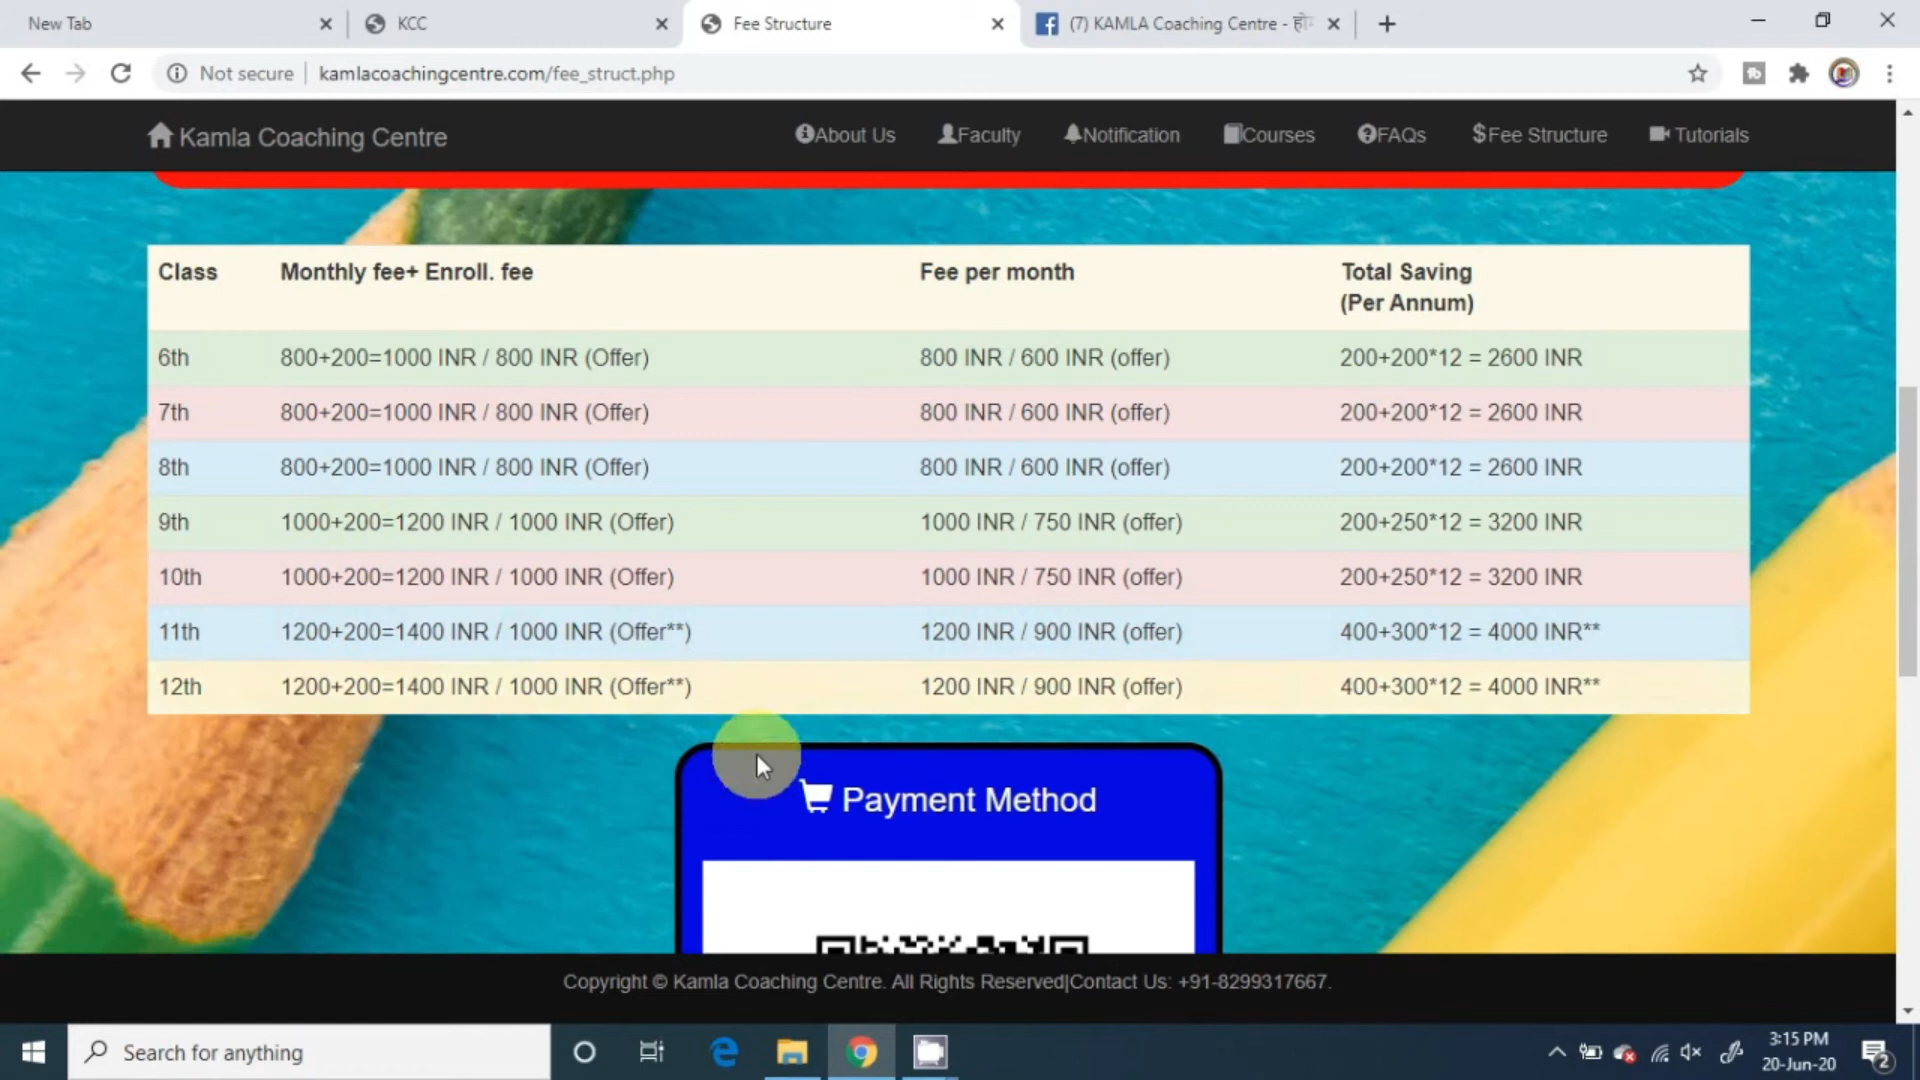 New Tab
KCC
Fee Structure
(7) KAMLA Coaching Centre -
Not secure
kamlacoachingcentre.com/fee_struct.php
Kamla Coaching Centre
About Us
Faculty
Notification
Courses
FAQs
$Fee Structure
Tutorials
Class Monthly fee+ Enroll. fee Fee per month Total Saving
(Per Annum)
6th 800+200=1000 INR / 800 INR (Offer) 800 INR / 600 INR (offer) 200+200*12 = 2600 INR
7th 800+200=1000 INR / 800 INR (Offer) 800 INR / 600 INR (offer) 200+200*12 = 2600 INR
8th 800+200=1000 INR / 800 INR (Offer) 800 INR / 600 INR (offer) 200+200*12 = 2600 INR
9th 1000+200=1200 INR / 1000 INR (Offer) 1000 INR / 750 INR (offer) 200+250*12 = 3200 INR
10th 1000+200=1200 INR / 1000 INR (Offer) 1000 INR / 750 INR (offer) 200+250*12 = 3200 INR
11th 1200+200=1400 INR / 1000 INR (Offer**) 1200 INR / 900 INR (offer) 400+300*12 = 4000 INR**
12th 1200+200=1400 INR / 1000 INR (Offer**) 1200 INR / 900 INR (offer) 400+300*12 = 4000 INR**
Payment Method
Copyright © Kamla Coaching Centre. All Rights Reserved|Contact Us: +91-8299317667.
Search for anything
3:15 PM
20-Jun-20
2